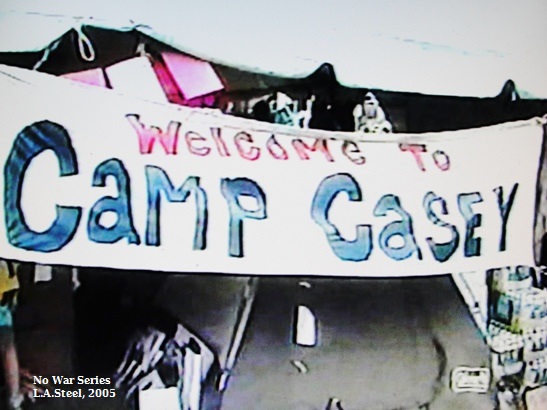 Welcome To
Camp Casey
No War Series
L.A.Steel, 2005